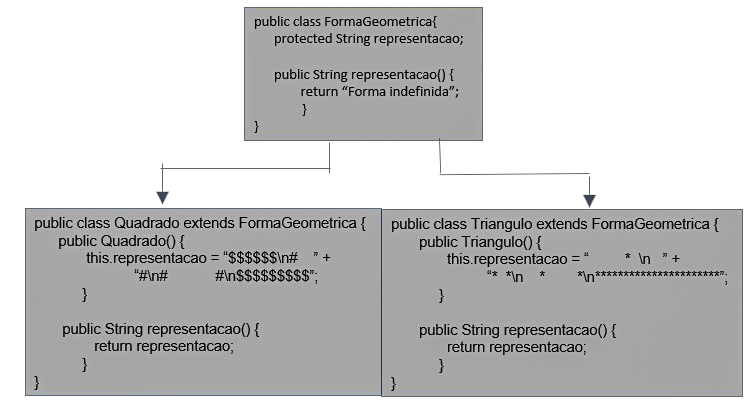 public class FormaGeometrica{
protected String representacao;
public String representacao() {
return “Forma indefinida”;
}
}
public class Quadrado extends FormaGeometrica {
public Quadrado() {
this.representacao = “$$$$$$\n#    ” +
“#\n#          #\n$$$$$$$$$”;
}
public String representacao() {
return representacao;
}
}
public class Triangulo extends FormaGeometrica {
public Triangulo() {
this.representacao = “         * \n   ” +
“*  *\n    *        *\n**********************”;
}
public String representacao() {
return representacao;
}
}